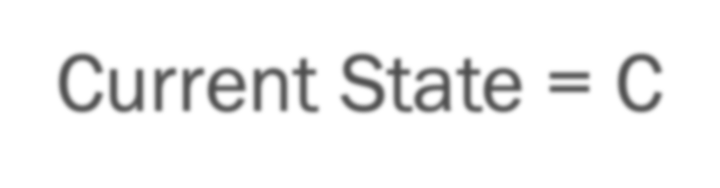 Current State = C